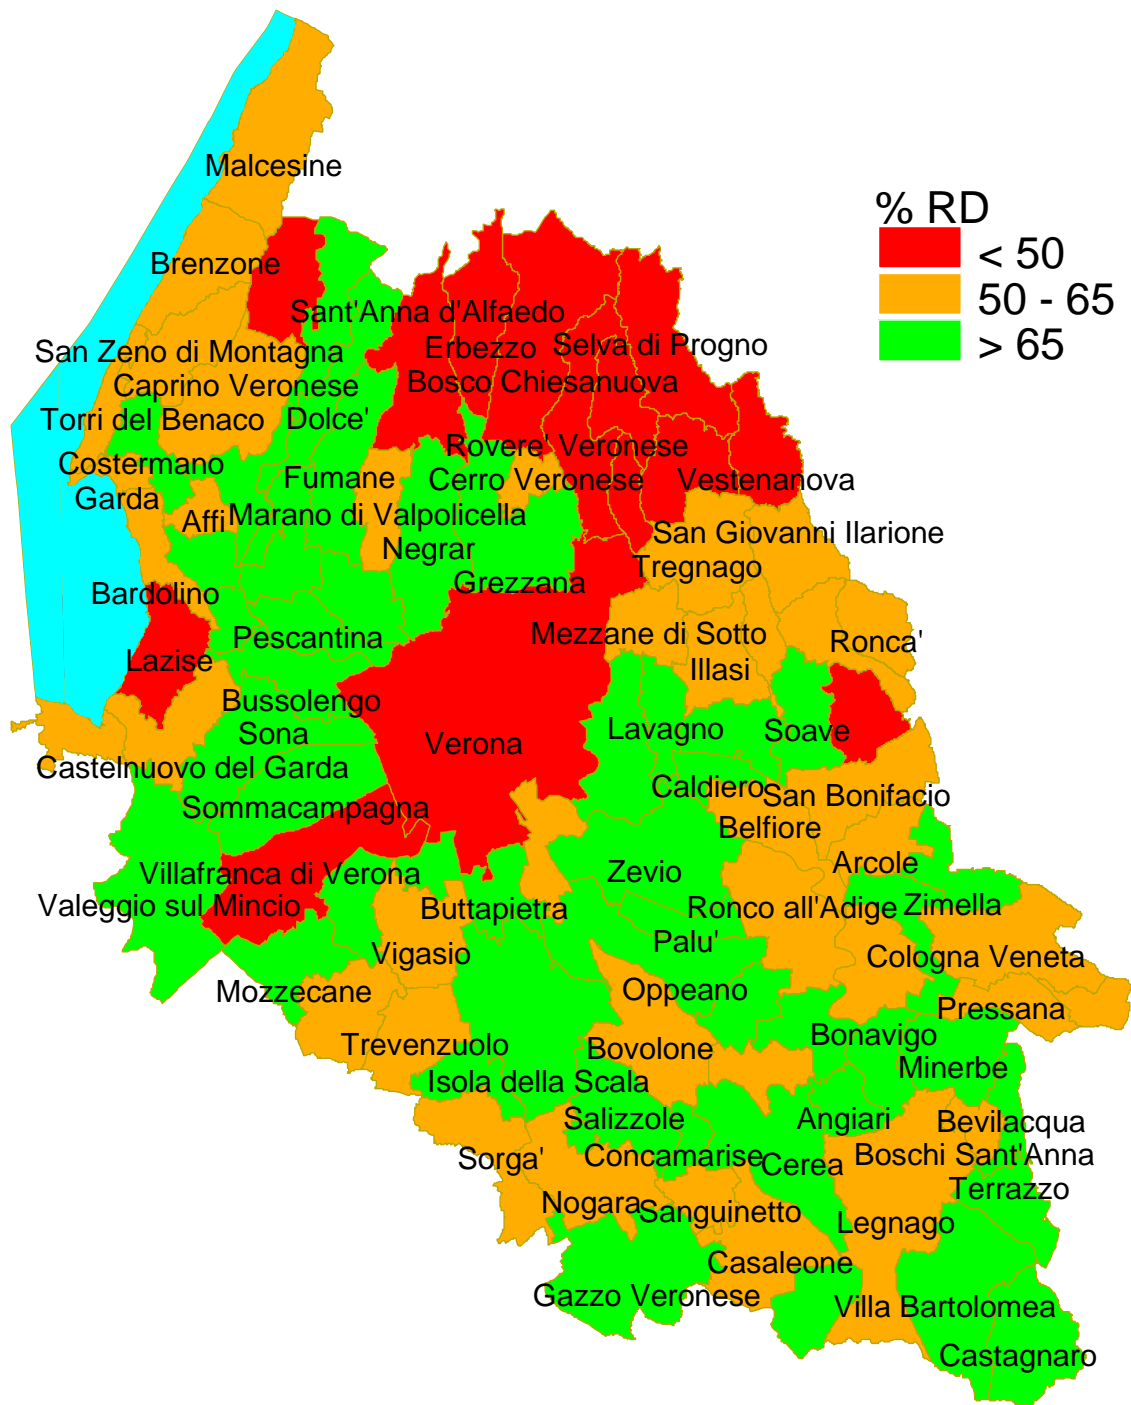 Malcesine
% RD
< 50
Brenzone
50 - 65
Sant'Anna d'Alfaedo
> 65
San Zeno di Montagna
Erbezzo
Selva di Progno
Caprino Veronese
Bosco Chiesanuova
Torri del Benaco
Dolce'
Rovere' Veronese
Costermano
Fumane
Cerro Veronese
Vestenanova
Garda
Affi
Marano di Valpolicella
San Giovanni Ilarione
Negrar
Tregnago
Grezzana
Bardolino
Pescantina
Mezzane di Sotto
Ronca'
Lazise
Illasi
Bussolengo
Sona
Verona
Lavagno
Soave
Castelnuovo del Garda
Caldiero
San Bonifacio
Sommacampagna
Belfiore
Villafranca di Verona
Zevio
Arcole
Valeggio sul Mincio
Buttapietra
Ronco all'Adige
Zimella
Vigasio
Palu'
Cologna Veneta
Mozzecane
Oppeano
Pressana
Trevenzuolo
Bovolone
Bonavigo
Isola della Scala
Minerbe
Salizzole
Angiari
Bevilacqua
Sorga'
Concamarise
Cerea
Boschi Sant'Anna
Terrazzo
Nogara
Sanguinetto
Legnago
Casaleone
Gazzo Veronese
Villa Bartolomea
Castagnaro